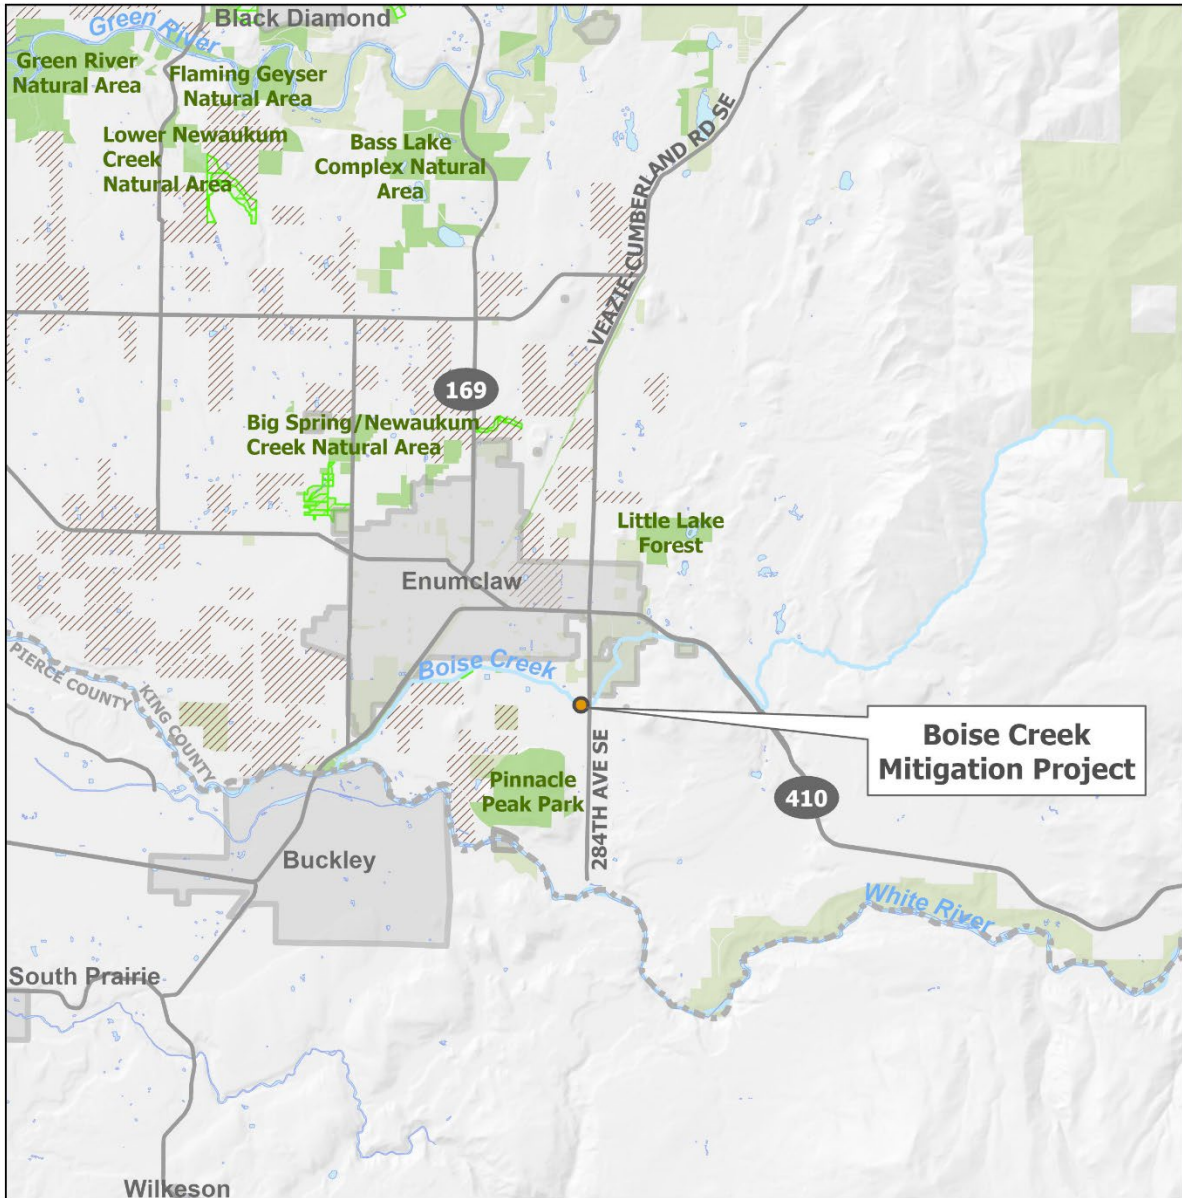 Black Diamond
Green River
Green River
Natural Area
Flaming Geyser
Natural Area
Lower Newaukum
Creek
Natural Area
Bass Lake
Complex Natural
Area
VEAZIE-CUMBERLAND RD SE
169
Big Spring/Newaukum
Creek Natural Area
Little Lake
Forest
Enumclaw
Boise Creek
PIERCE COUNTY
KING COUNTY
Boise Creek
Mitigation Project
284TH AVE SE
Pinnacle
Peak Park
410
Buckley
White River
South Prairie
Wilkeson